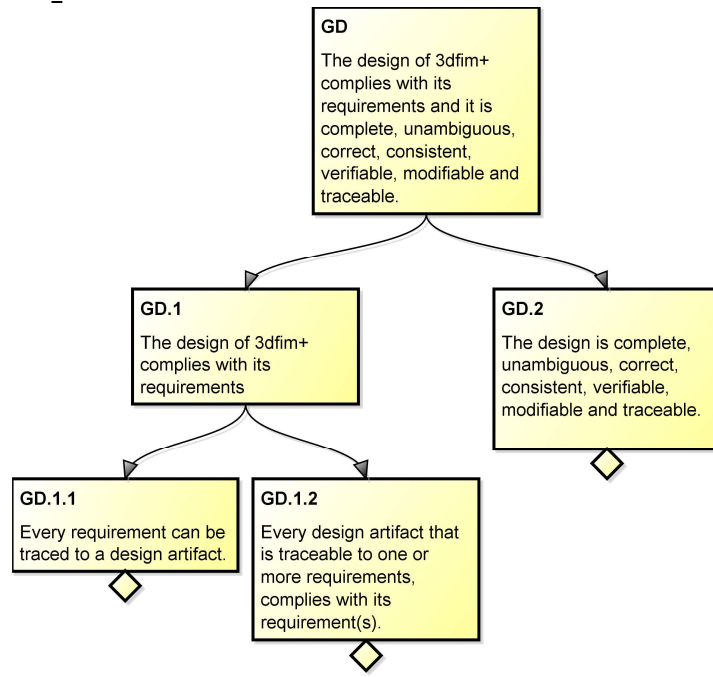 GD
The design of 3dfim+
complies with its
requirements and it is
complete, unambiguous,
correct, consistent,
verifiable, modifiable and
traceable.
GD.1
The design of 3dfim+
complies with its
requirements
GD.2
The design is complete,
unambiguous, correct,
consistent, verifiable,
modifiable and traceable.
GD.1.1
Every requirement can be
traced to a design artifact.
GD.1.2
Every design artifact that
is traceable to one or
more requirements,
complies with its
requirement(s).